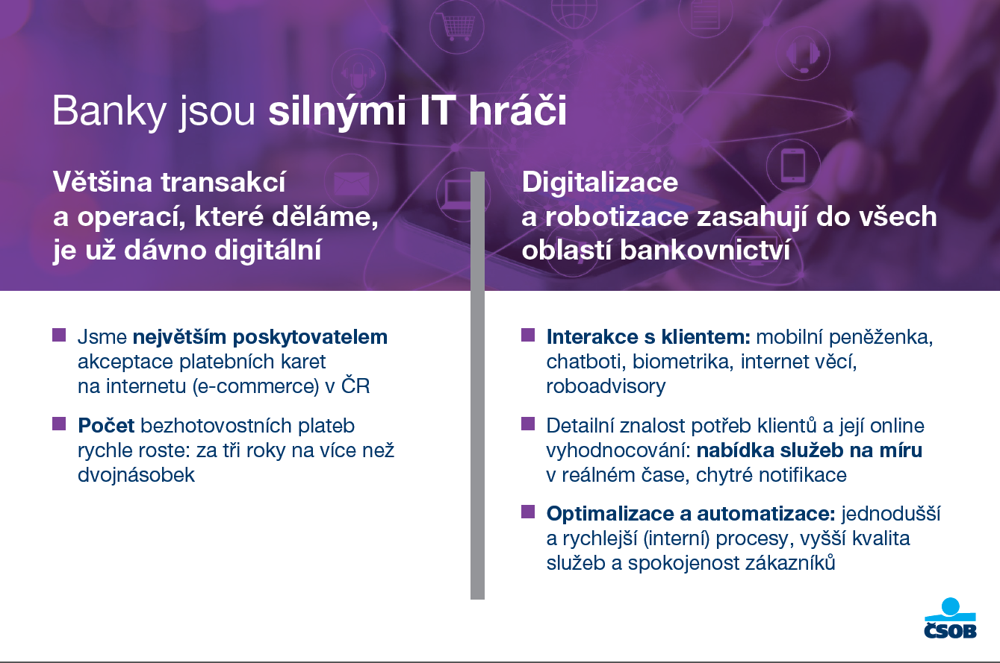 Banky jsou silnými IT hráči
Většina transakcí
a operací, které děláme,
je už dávno digitální
Jsme největším poskytovatelem
akceptace platebních karet
na internetu (e-commerce) v ČR
Počet bezhotovostních plateb
rychle roste: za tři roky na více než
dvojnásobek
Digitalizace
a robotizace zasahují do všech
oblastí bankovnictví
Interakce s klientem: mobilní peněženka,
chatboti, biometrika, internet věcí,
roboadvisory
Detailní znalost potřeb klientů a její online
vyhodnocování: nabídka služeb na míru
v reálném čase, chytré notifikace
Optimalizace a automatizace: jednodušší
a rychlejší (interní) procesy, vyšší kvalita
služeb a spokojenost zákazníků
ČSOB